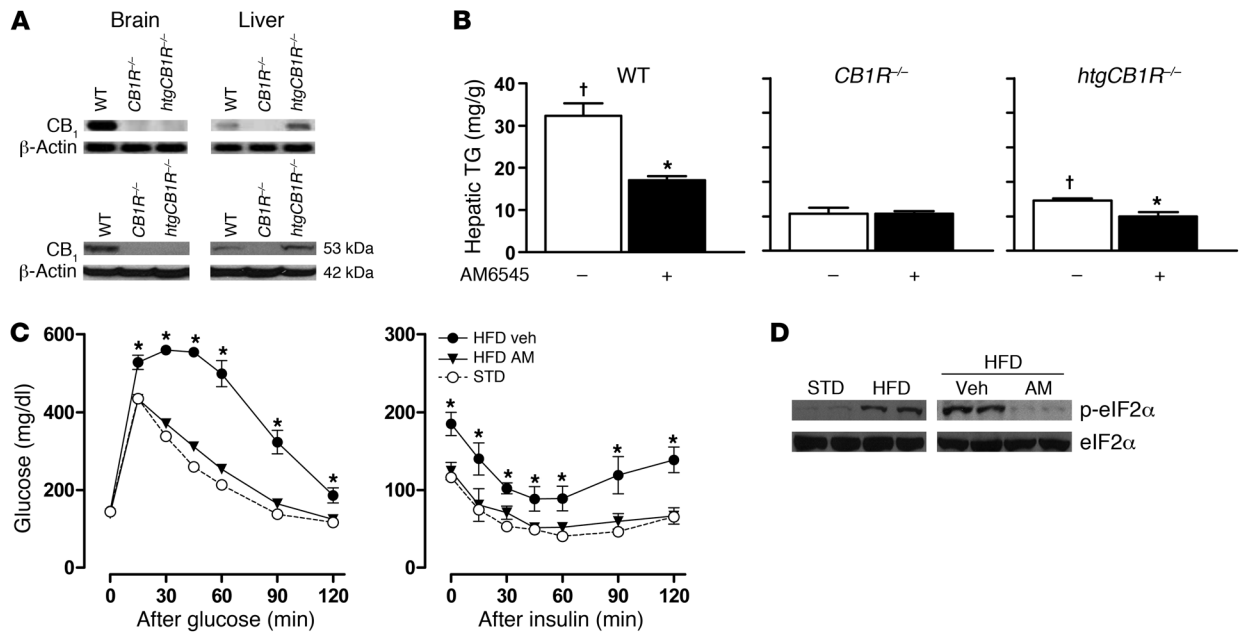 A
Brain Liver
WT CB1R–/– htgCB1R–/– WT CB1R–/– htgCB1R–/–
CB1
β-Actin
WT CB1R–/– htgCB1R–/– WT CB1R–/– htgCB1R–/–
CB1 53 kDa
β-Actin 42 kDa
B
WT CB1R–/– htgCB1R–/–
Hepatic TG (mg/g)
40
30
20
10
0
† * † *
AM6545 – + – + – +
C
Glucose (mg/dl)
600
400
200
0
* * * * * *
0 30 60 90 120
After glucose (min)
300
200
100
0
HFD veh
HFD AM
STD
* * * * * * *
0 30 60 90 120
After insulin (min)
D
HFD
STD HFD Veh AM
p-eIF2α
eIF2α